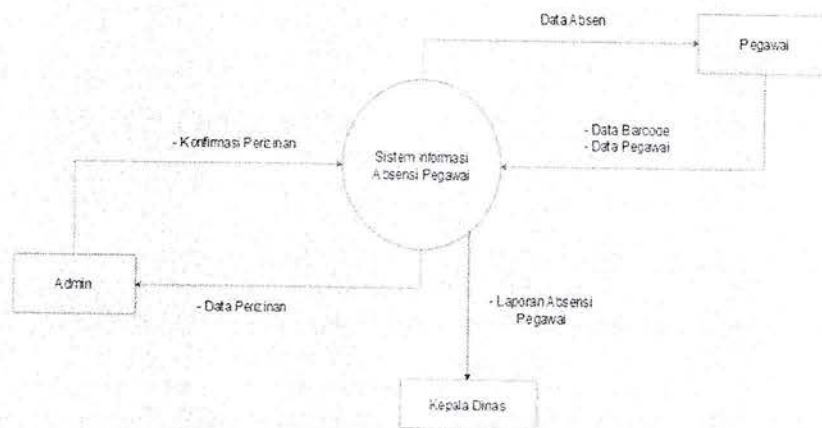 Data Absen
Pegawai
- Konfirmasi Perizinan
- Data Barcode
- Data Pegawai
Sistem informasi
Absensi Pegawai
Admin
- Data Perizinan
- Laporan Absensi
Pegawai
Kepala Dinas